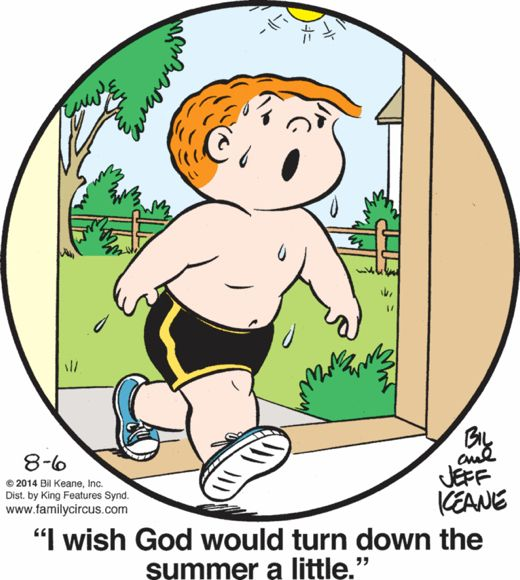 8-6
© 2014 Bil Keane, Inc.
Dist. by King Features Synd.
www.familycircus.com
BIL
and
JEFF
KEANE
“I wish God would turn down the
summer a little.”